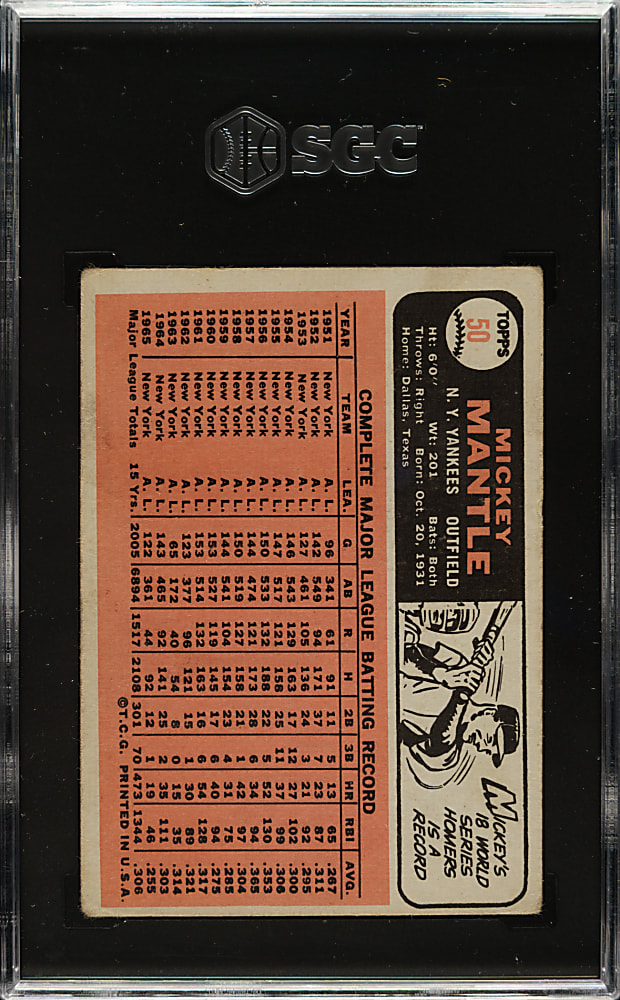 SGC
TOPPS
50
MICKEY
MANTLE
N. Y. YANKEES OUTFIELD
Ht: 6'0" Wt: 201 Bats: Both
Throws: Right Born: Oct. 20, 1931
Home: Dallas, Texas
MICKEY'S
18 WORLD
SERIES
HOMERS
IS A
RECORD
COMPLETE MAJOR LEAGUE BATTING RECORD
YEAR TEAM LEA. G AB R H 2B 3B HR RBI AVG.
1951 New York A. L. 96 341 61 91 11 5 13 65 .267
1952 New York A. L. 142 549 94 171 37 7 23 87 .311
1953 New York A. L. 127 461 105 136 24 3 21 92 .295
1954 New York A. L. 146 543 129 163 17 12 27 102 .300
1955 New York A. L. 147 517 121 158 25 11 37 99 .306
1956 New York A. L. 150 533 132 188 22 5 52 130 .353
1957 New York A. L. 144 474 121 173 28 6 34 94 .365
1958 New York A. L. 150 519 127 158 21 1 42 97 .304
1959 New York A. L. 144 541 104 154 23 4 31 75 .285
1960 New York A. L. 153 527 119 145 17 6 40 94 .275
1961 New York A. L. 153 514 132 163 16 6 54 128 .317
1962 New York A. L. 123 377 96 121 15 1 30 89 .321
1963 New York A. L. 65 172 40 54 8 0 15 35 .314
1964 New York A. L. 143 465 92 141 25 2 35 111 .303
1965 New York A. L. 122 361 44 92 12 1 19 46 .255
Major League Totals 15 Yrs. 2005 6894 1517 2108 301 70 473 1344 .306
©T.C.G. PRINTED IN U.S.A.